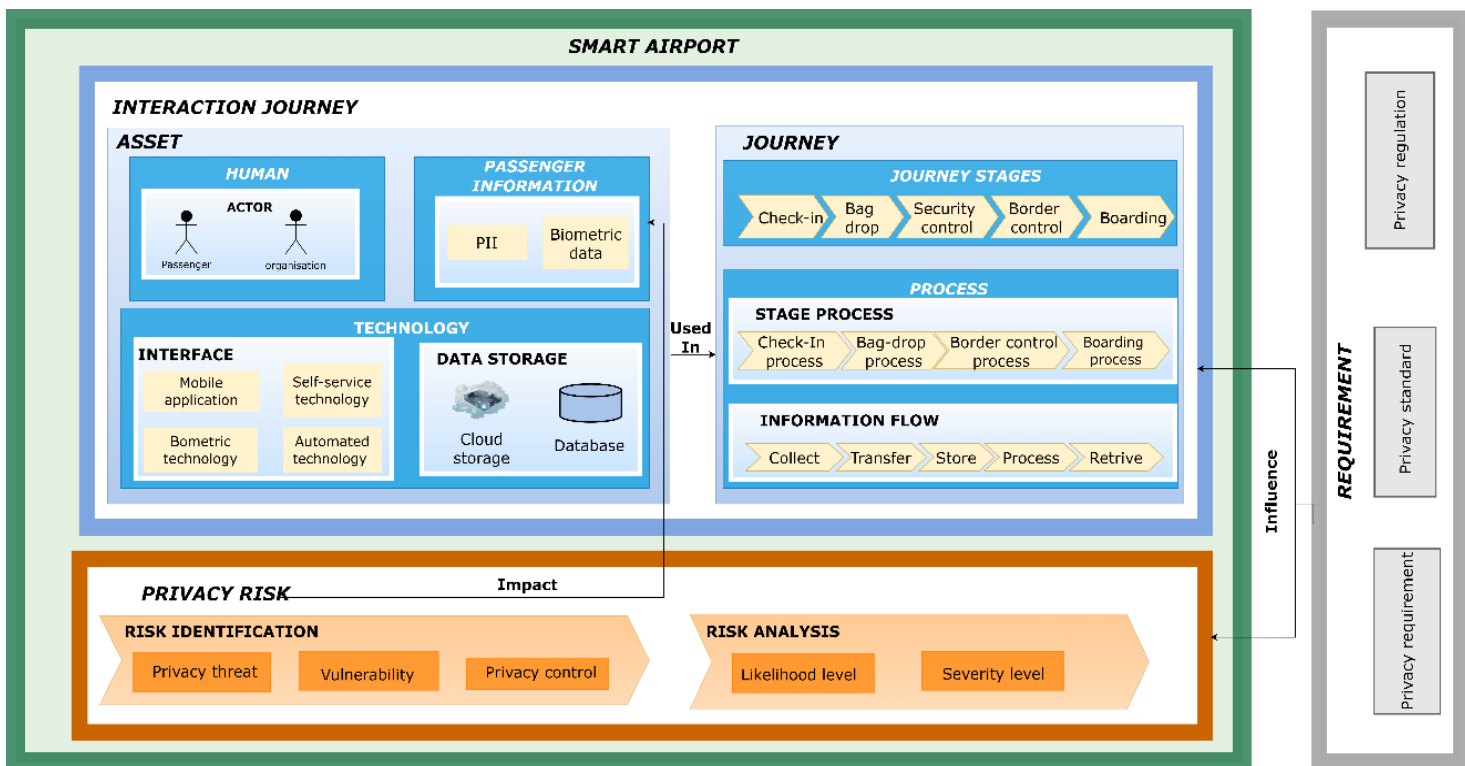 SMART AIRPORT
INTERACTION JOURNEY
ASSET
HUMAN
ACTOR
Passenger
organisation
PASSENGER
INFORMATION
PII
Biometric
data
TECHNOLOGY
INTERFACE
Mobile
application
Self-service
technology
Bometric
technology
Automated
technology
DATA STORAGE
Cloud
storage
Database
Used
In
JOURNEY
JOURNEY STAGES
Check-in
Bag
drop
Security
control
Border
control
Boarding
PROCESS
STAGE PROCESS
Check-In
process
Bag-drop
process
Border control
process
Boarding
process
INFORMATION FLOW
Collect
Transfer
Store
Process
Retrive
PRIVACY RISK
Impact
RISK IDENTIFICATION
Privacy threat
Vulnerability
Privacy control
RISK ANALYSIS
Likelihood level
Severity level
Influence
REQUIREMENT
Privacy regulation
Privacy standard
Privacy requirement